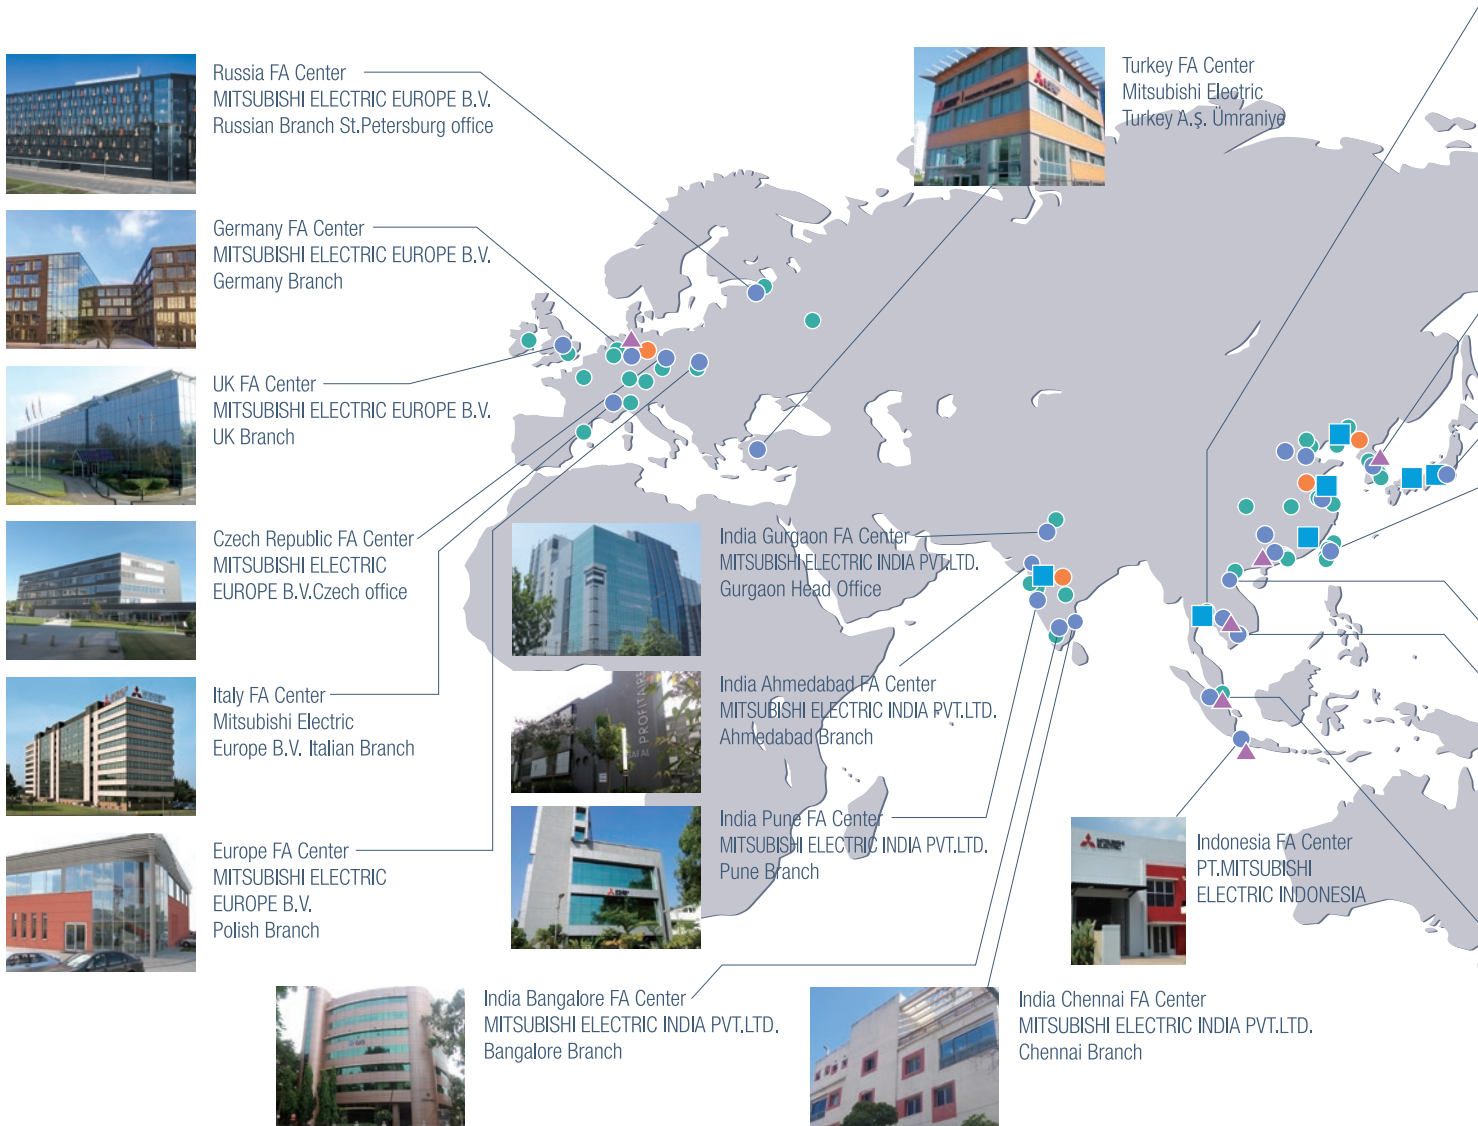 Russia FA Center
MITSUBISHI ELECTRIC EUROPE B.V.
Russian Branch St.Petersburg office
Germany FA Center
MITSUBISHI ELECTRIC EUROPE B.V.
Germany Branch
UK FA Center
MITSUBISHI ELECTRIC EUROPE B.V.
UK Branch
Czech Republic FA Center
MITSUBISHI ELECTRIC
EUROPE B.V.Czech office
Italy FA Center
Mitsubishi Electric
Europe B.V. Italian Branch
Europe FA Center
MITSUBISHI ELECTRIC
EUROPE B.V.
Polish Branch
Turkey FA Center
Mitsubishi Electric
Turkey A.Ş. Ümraniye
India Gurgaon FA Center
MITSUBISHI ELECTRIC INDIA PVT.LTD.
Gurgaon Head Office
India Ahmedabad FA Center
MITSUBISHI ELECTRIC INDIA PVT.LTD.
Ahmedabad Branch
PROFITAIRE
India Pune FA Center
MITSUBISHI ELECTRIC INDIA PVT.LTD.
Pune Branch
Indonesia FA Center
PT.MITSUBISHI
ELECTRIC INDONESIA
India Bangalore FA Center
MITSUBISHI ELECTRIC INDIA PVT.LTD.
Bangalore Branch
India Chennai FA Center
MITSUBISHI ELECTRIC INDIA PVT.LTD.
Chennai Branch